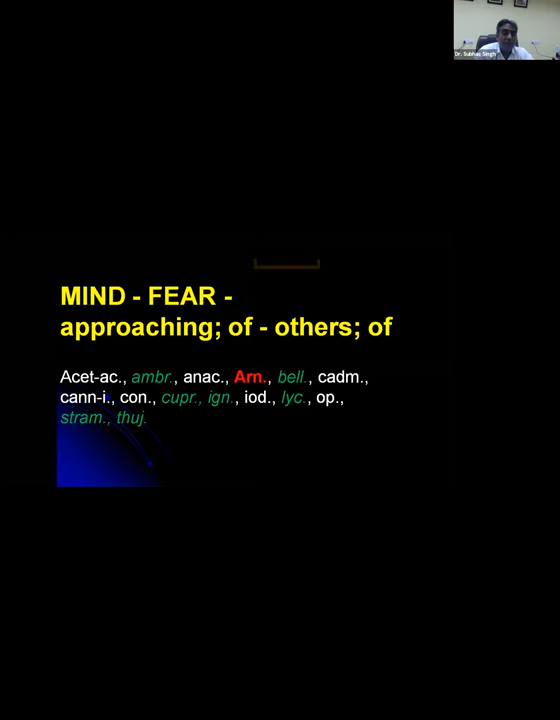 Dr. Subhas Singh
MIND - FEAR -
approaching; of - others; of
Acet-ac., ambr., anac., Arn., bell., cadm.,
cann-i., con., cupr., ign., iod., lyc., op.,
stram., thuj.